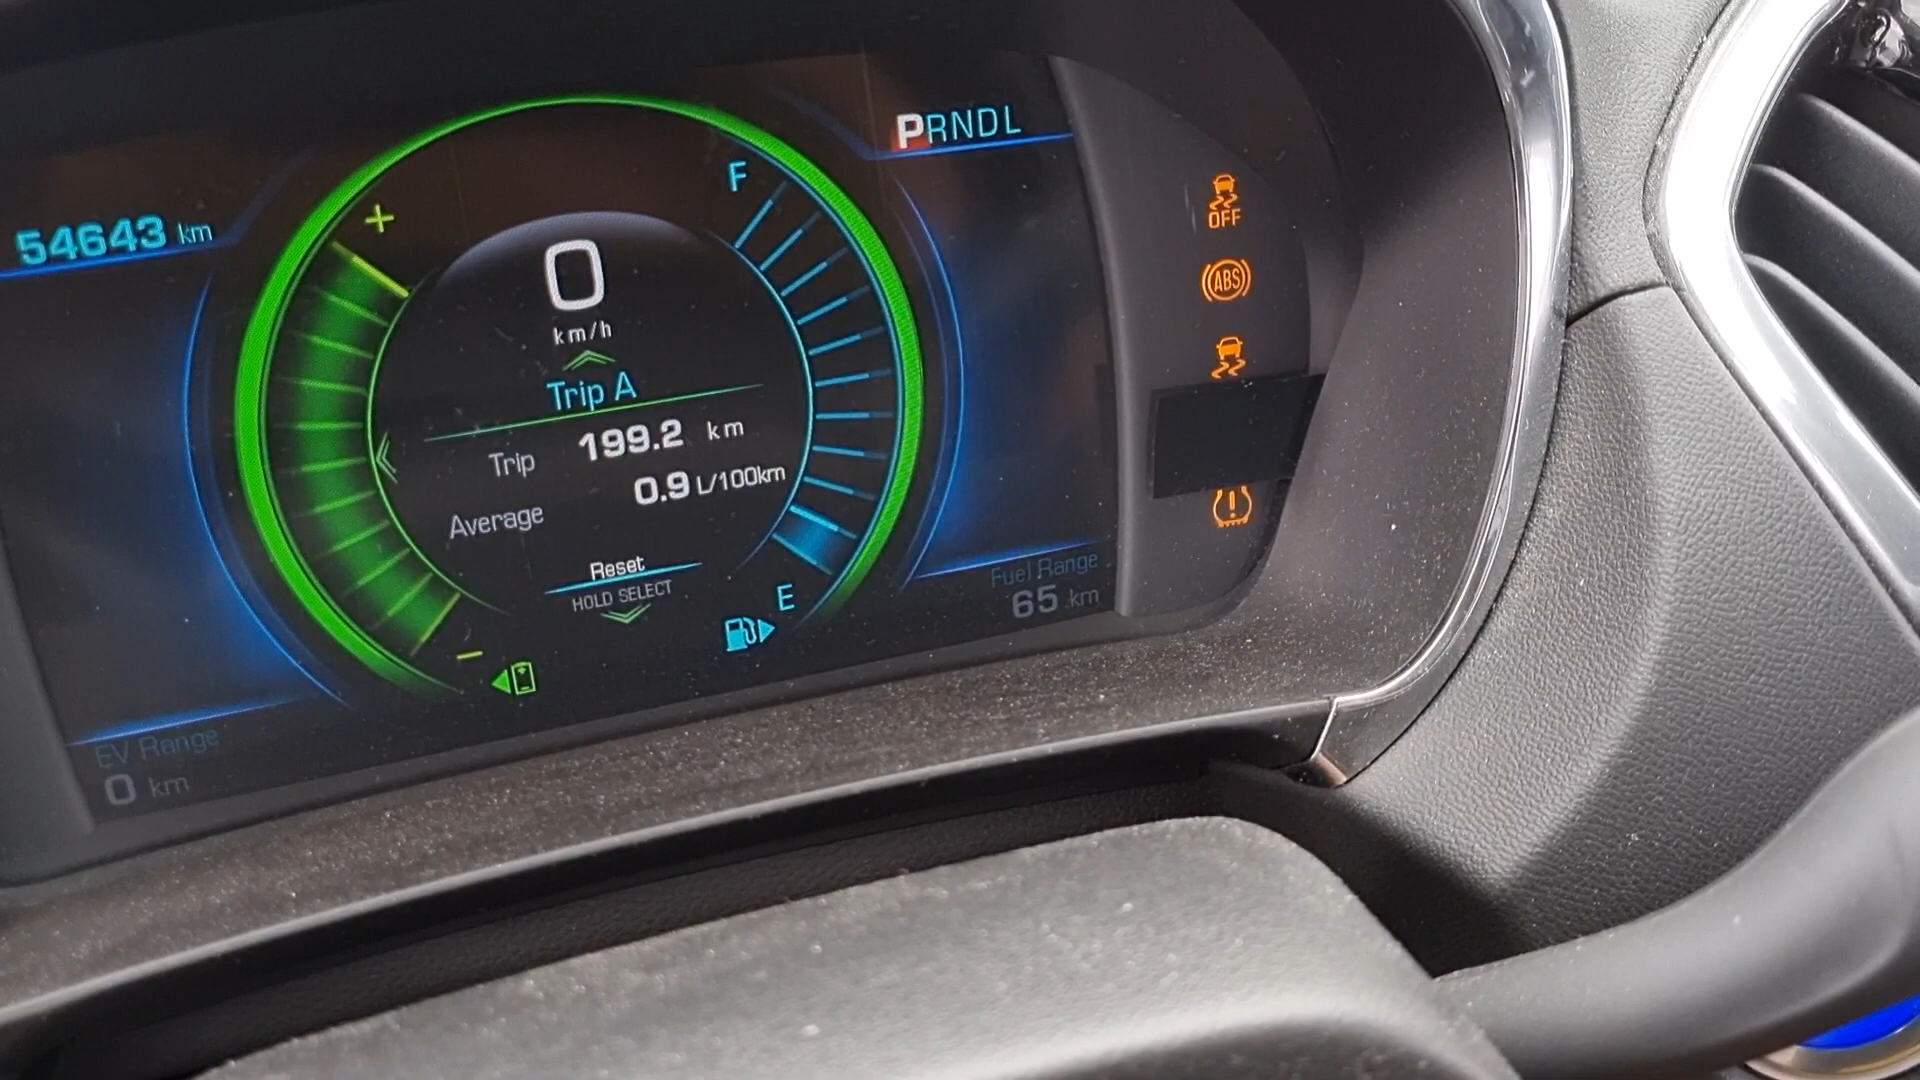 PRNDL
F
54643 km
+
OFF
0
km/h
ABS
Trip A
Trip 199.2 km
Average 0.9 L/100km
!
Reset
HOLD SELECT
E
Fuel Range
65 km
−
EV Range
0 km